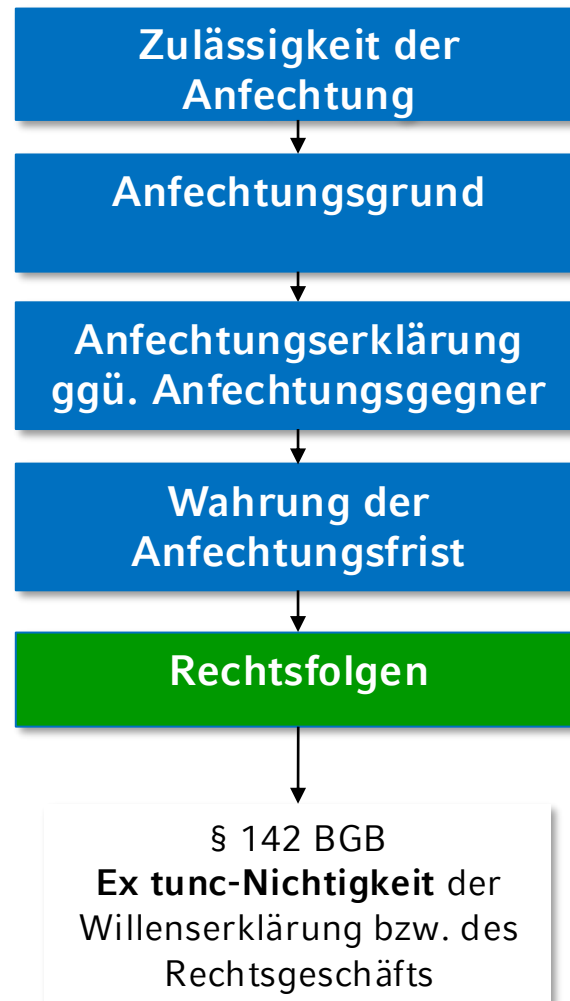 Zulässigkeit der
Anfechtung
Anfechtungsgrund
Anfechtungserklärung
ggü. Anfechtungsgegner
Wahrung der
Anfechtungsfrist
Rechtsfolgen
§ 142 BGB
Ex tunc-Nichtigkeit der
Willenserklärung bzw. des
Rechtsgeschäfts